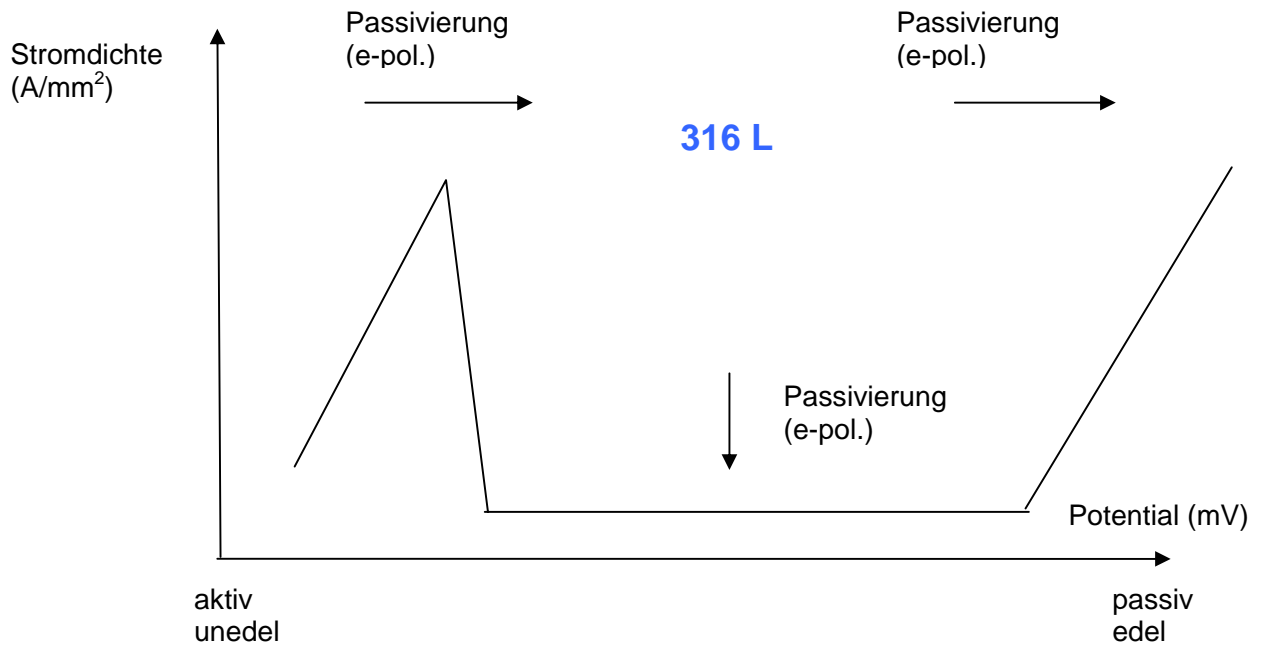 Passivierung
(e-pol.)
Passivierung
(e-pol.)
Stromdichte
(A/mm²)
316 L
Passivierung
(e-pol.)
Potential (mV)
aktiv
unedel
passiv
edel